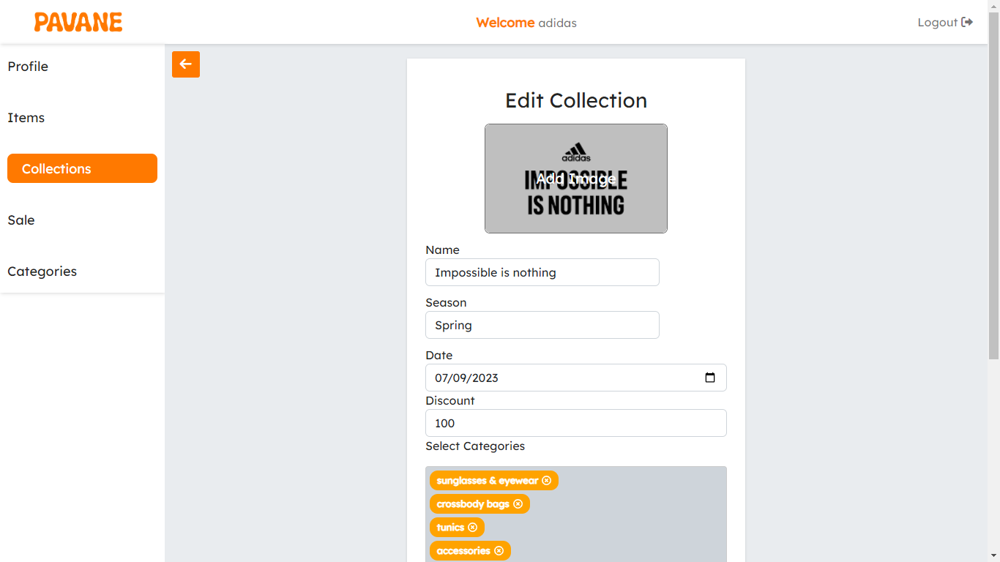 PAVANE
Welcome adidas
Logout
Profile
Items
Collections
Sale
Categories
Edit Collection
adidas
Add Image
IMPOSSIBLE
IS NOTHING
Name
Impossible is nothing
Season
Spring
Date
07/09/2023
Discount
100
Select Categories
sunglasses & eyewear
crossbody bags
tunics
accessories